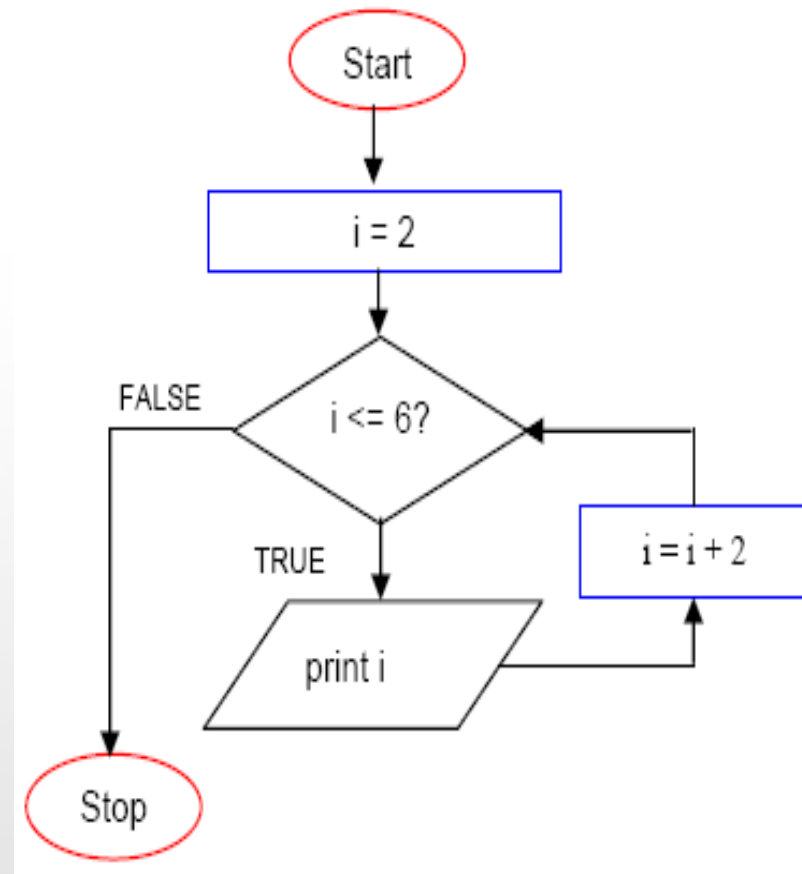 Start
i = 2
i <= 6?
FALSE
TRUE
i = i + 2
print i
Stop